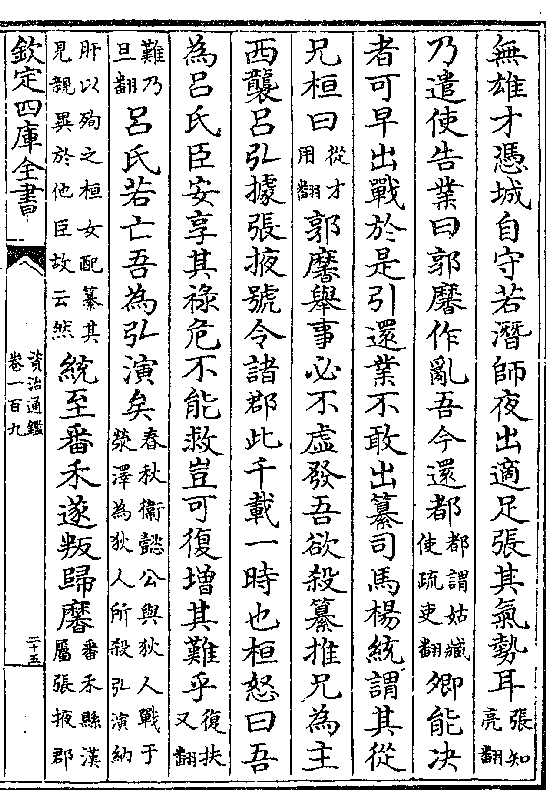 無雄才憑城自守若潛師夜出適足張其氣勢耳張知亮翻
乃遣使告業曰郭黁作亂吾今還都都謂姑臧使疏吏翻卿能决
者可早出戰於是引還業不敢出纂司馬楊統謂其從
兄桓曰從才用翻郭黁舉事必不虛發吾欲殺纂推兄為主
西襲呂弘據張掖號令諸郡此千載一時也桓怒曰吾
為呂氏臣安享其祿危不能救豈可復增其難乎復扶又翻
難乃旦翻呂氏若亡吾為弘演矣春秋衞懿公與狄人戰于熒澤為狄人所殺弘演納
肝以殉之桓女配纂其見親異於他臣故云然統至番禾遂叛歸黁番禾縣漢屬張掖郡
欽定四庫全書
資治通鑑
卷一百九
二十五